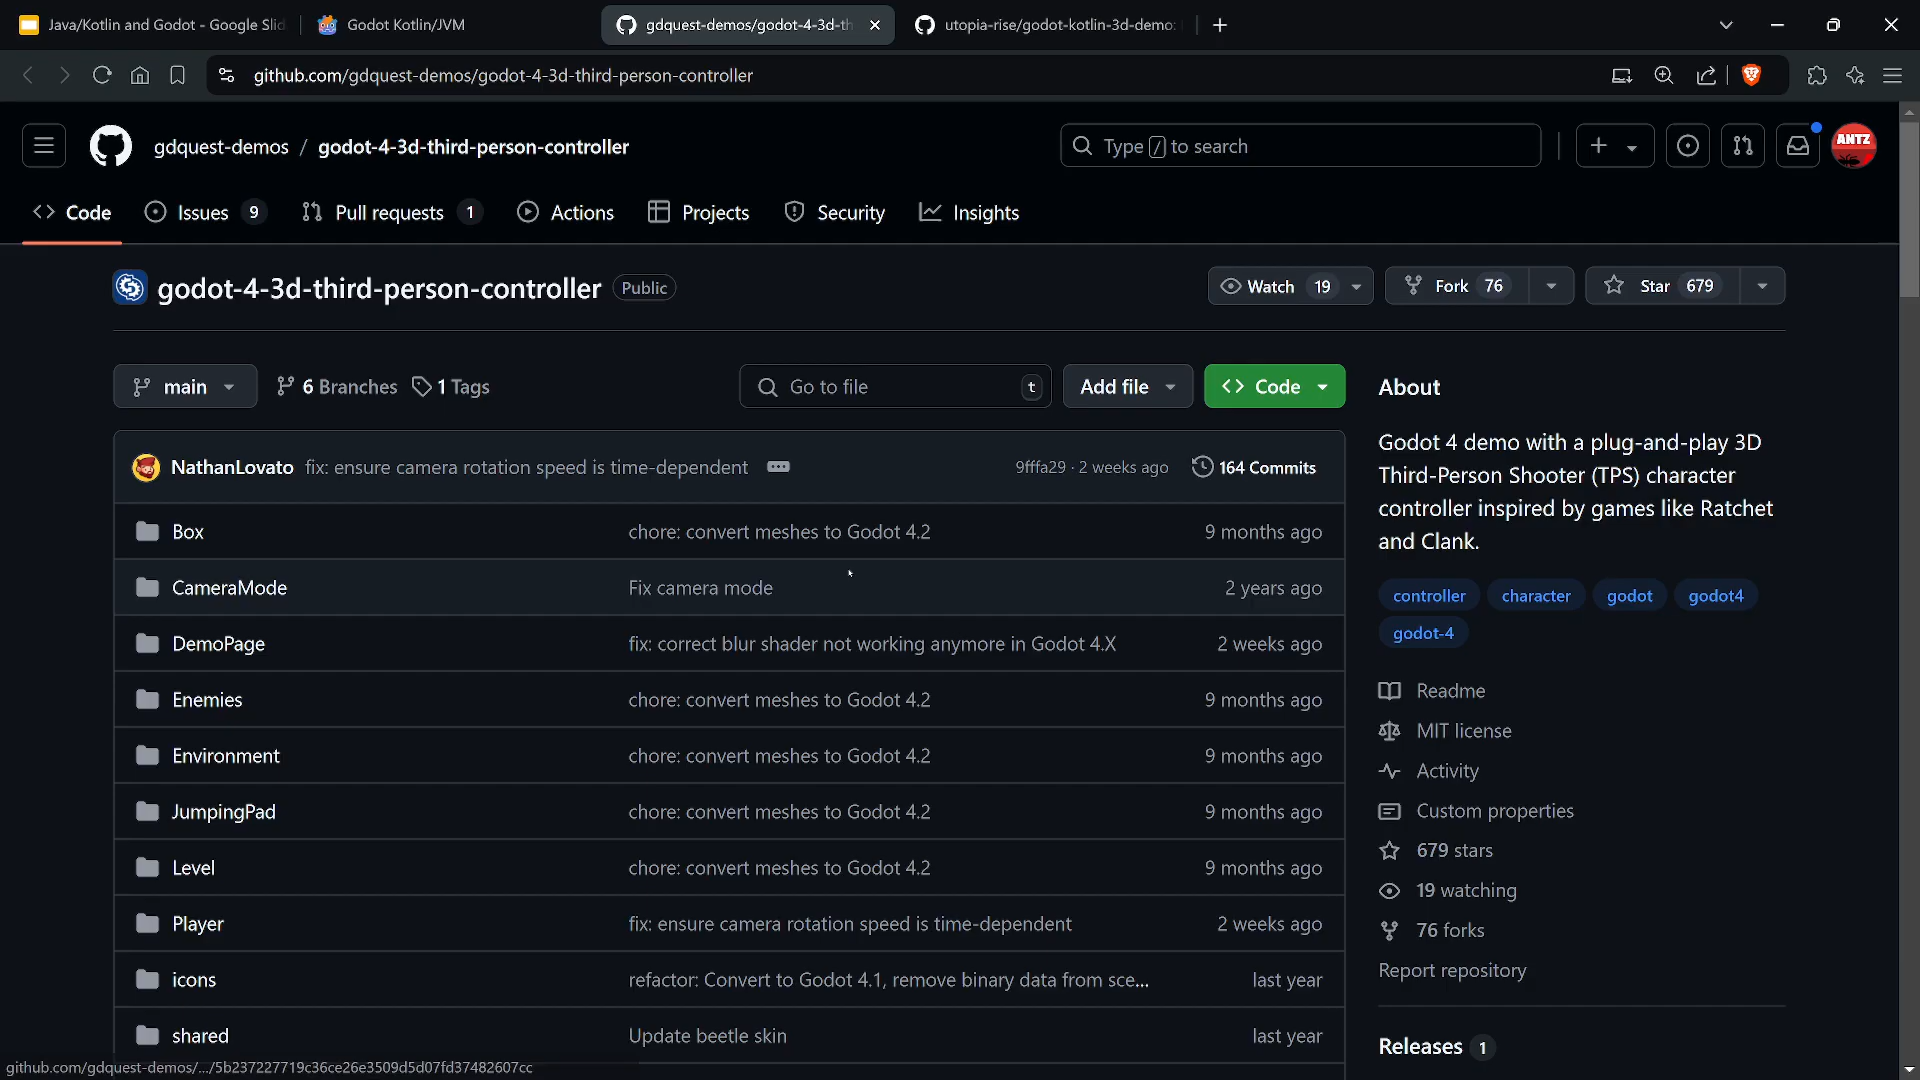 Java/Kotlin and Godot - Google Slid
Godot Kotlin/JVM
gdquest-demos/godot-4-3d-th
utopia-rise/godot-kotlin-3d-demo:
github.com/gdquest-demos/godot-4-3d-third-person-controller
gdquest-demos / godot-4-3d-third-person-controller
Type / to search
ANTZ
Code
Issues 9
Pull requests 1
Actions
Projects
Security
Insights
godot-4-3d-third-person-controller Public
Watch 19
Fork 76
Star 679
main
6 Branches
1 Tags
Go to file t
Add file
Code
NathanLovato fix: ensure camera rotation speed is time-dependent
9fffa29 · 2 weeks ago
164 Commits
Box chore: convert meshes to Godot 4.2 9 months ago
CameraMode Fix camera mode 2 years ago
DemoPage fix: correct blur shader not working anymore in Godot 4.X 2 weeks ago
Enemies chore: convert meshes to Godot 4.2 9 months ago
Environment chore: convert meshes to Godot 4.2 9 months ago
JumpingPad chore: convert meshes to Godot 4.2 9 months ago
Level chore: convert meshes to Godot 4.2 9 months ago
Player fix: ensure camera rotation speed is time-dependent 2 weeks ago
icons refactor: Convert to Godot 4.1, remove binary data from sce... last year
shared Update beetle skin last year
About
Godot 4 demo with a plug-and-play 3D
Third-Person Shooter (TPS) character
controller inspired by games like Ratchet
and Clank.
controller character godot godot4
godot-4
Readme
MIT license
Activity
Custom properties
679 stars
19 watching
76 forks
Report repository
Releases 1
github.com/gdquest-demos/.../5b237227719c36ce26e3509d5d07fd37482607cc